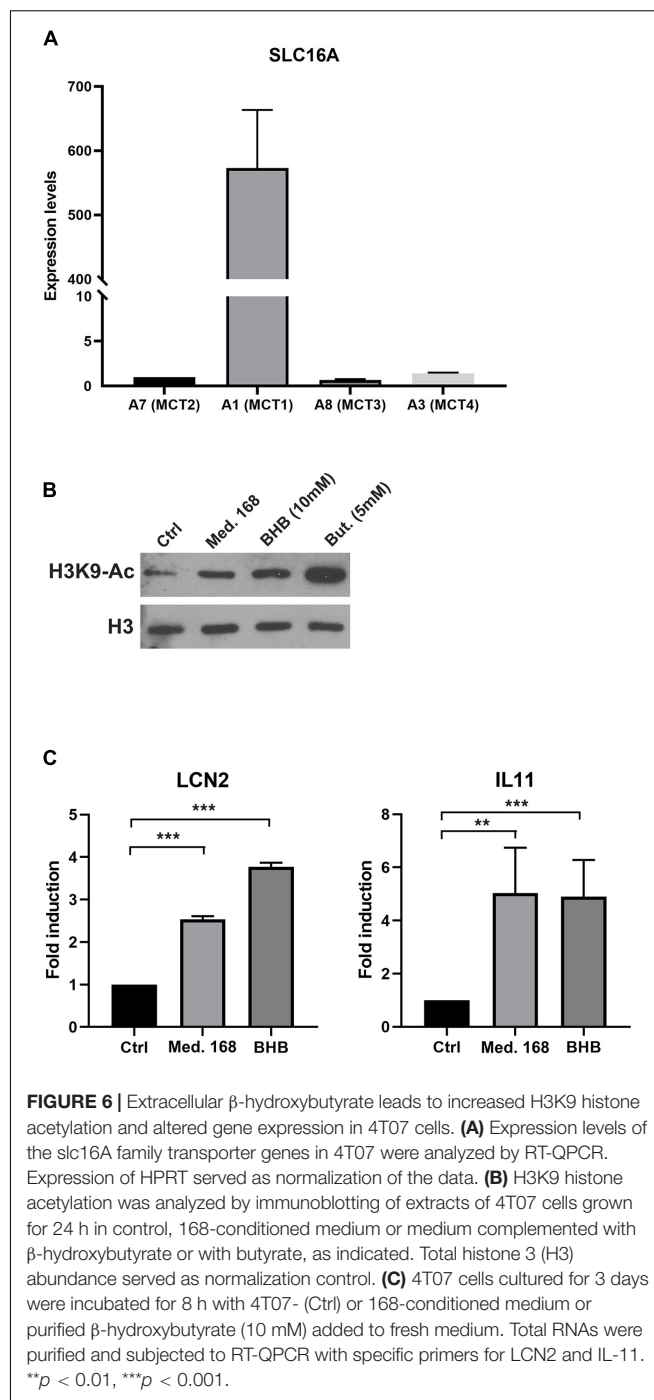 A
SLC16A
Expression levels
700
600
500
400
10
5
0
A7 (MCT2) A1 (MCT1) A8 (MCT3) A3 (MCT4)
B
Ctrl Med. 168 BHB (10mM) But. (5mM)
H3K9-Ac
H3
C
LCN2
Fold induction
5
4
3
2
1
0
***
***
Ctrl Med. 168 BHB
IL11
Fold induction
8
6
4
2
0
***
**
Ctrl Med. 168 BHB
FIGURE 6 | Extracellular β-hydroxybutyrate leads to increased H3K9 histone
acetylation and altered gene expression in 4T07 cells. (A) Expression levels of
the slc16A family transporter genes in 4T07 were analyzed by RT-QPCR.
Expression of HPRT served as normalization of the data. (B) H3K9 histone
acetylation was analyzed by immunoblotting of extracts of 4T07 cells grown
for 24 h in control, 168-conditioned medium or medium complemented with
β-hydroxybutyrate or with butyrate, as indicated. Total histone 3 (H3)
abundance served as normalization control. (C) 4T07 cells cultured for 3 days
were incubated for 8 h with 4T07- (Ctrl) or 168-conditioned medium or
purified β-hydroxybutyrate (10 mM) added to fresh medium. Total RNAs were
purified and subjected to RT-QPCR with specific primers for LCN2 and IL-11.
**p < 0.01, ***p < 0.001.